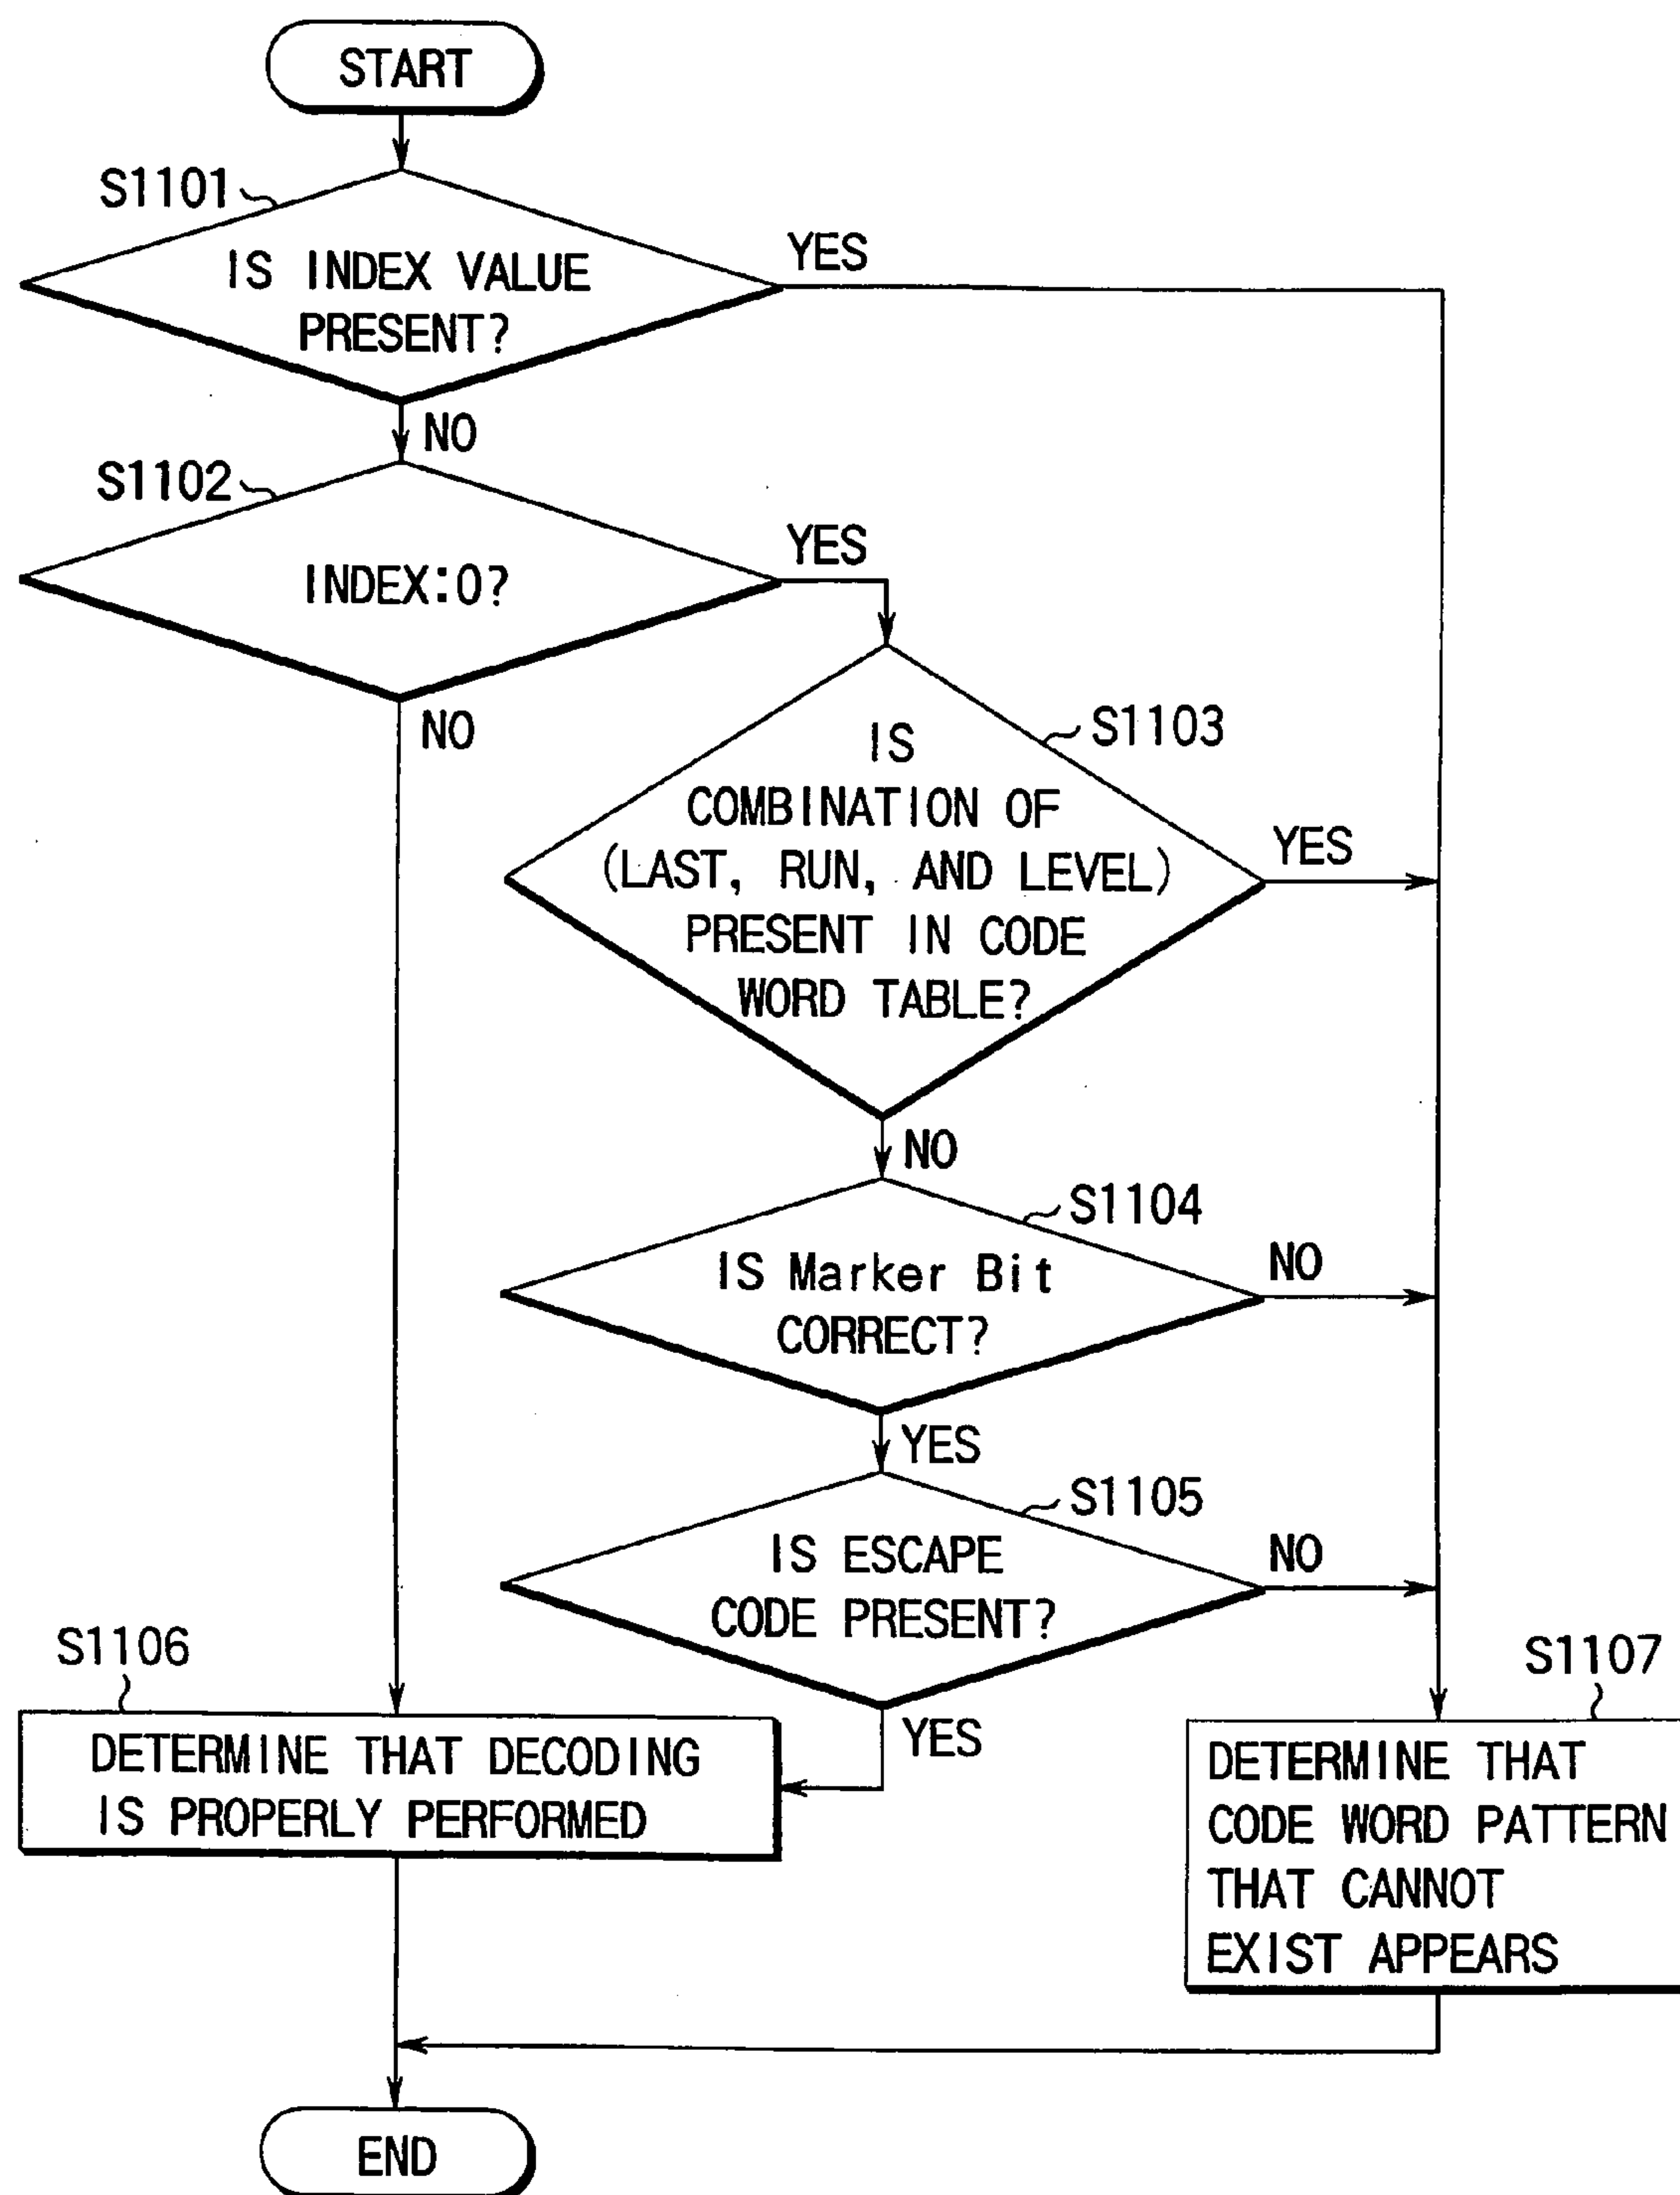 START
S1101
IS INDEX VALUE
PRESENT?
YES
NO
S1102
INDEX:0?
YES
NO
S1103
IS
COMBINATION OF
(LAST, RUN, AND LEVEL)
PRESENT IN CODE
WORD TABLE?
YES
NO
S1104
IS Marker Bit
CORRECT?
NO
YES
S1105
IS ESCAPE
CODE PRESENT?
NO
YES
S1106
DETERMINE THAT DECODING
IS PROPERLY PERFORMED
S1107
DETERMINE THAT
CODE WORD PATTERN
THAT CANNOT
EXIST APPEARS
END